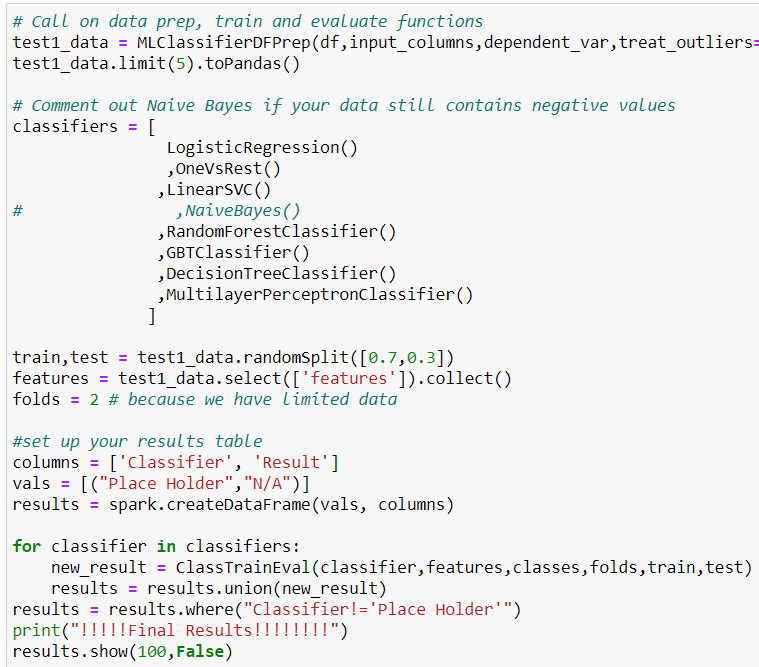 # Call on data prep, train and evaluate functions
test1_data = MLClassifierDFPrep(df,input_columns,dependent_var,treat_outliers=
test1_data.limit(5).toPandas()

# Comment out Naive Bayes if your data still contains negative values
classifiers = [
                LogisticRegression()
                ,OneVsRest()
               ,LinearSVC()
#                ,NaiveBayes()
               ,RandomForestClassifier()
               ,GBTClassifier()
               ,DecisionTreeClassifier()
               ,MultilayerPerceptronClassifier()
              ]

train,test = test1_data.randomSplit([0.7,0.3])
features = test1_data.select(['features']).collect()
folds = 2 # because we have limited data

#set up your results table
columns = ['Classifier', 'Result']
vals = [("Place Holder","N/A")]
results = spark.createDataFrame(vals, columns)

for classifier in classifiers:
    new_result = ClassTrainEval(classifier,features,classes,folds,train,test)
    results = results.union(new_result)
results = results.where("Classifier!='Place Holder'")
print("!!!!!Final Results!!!!!!!!")
results.show(100,False)